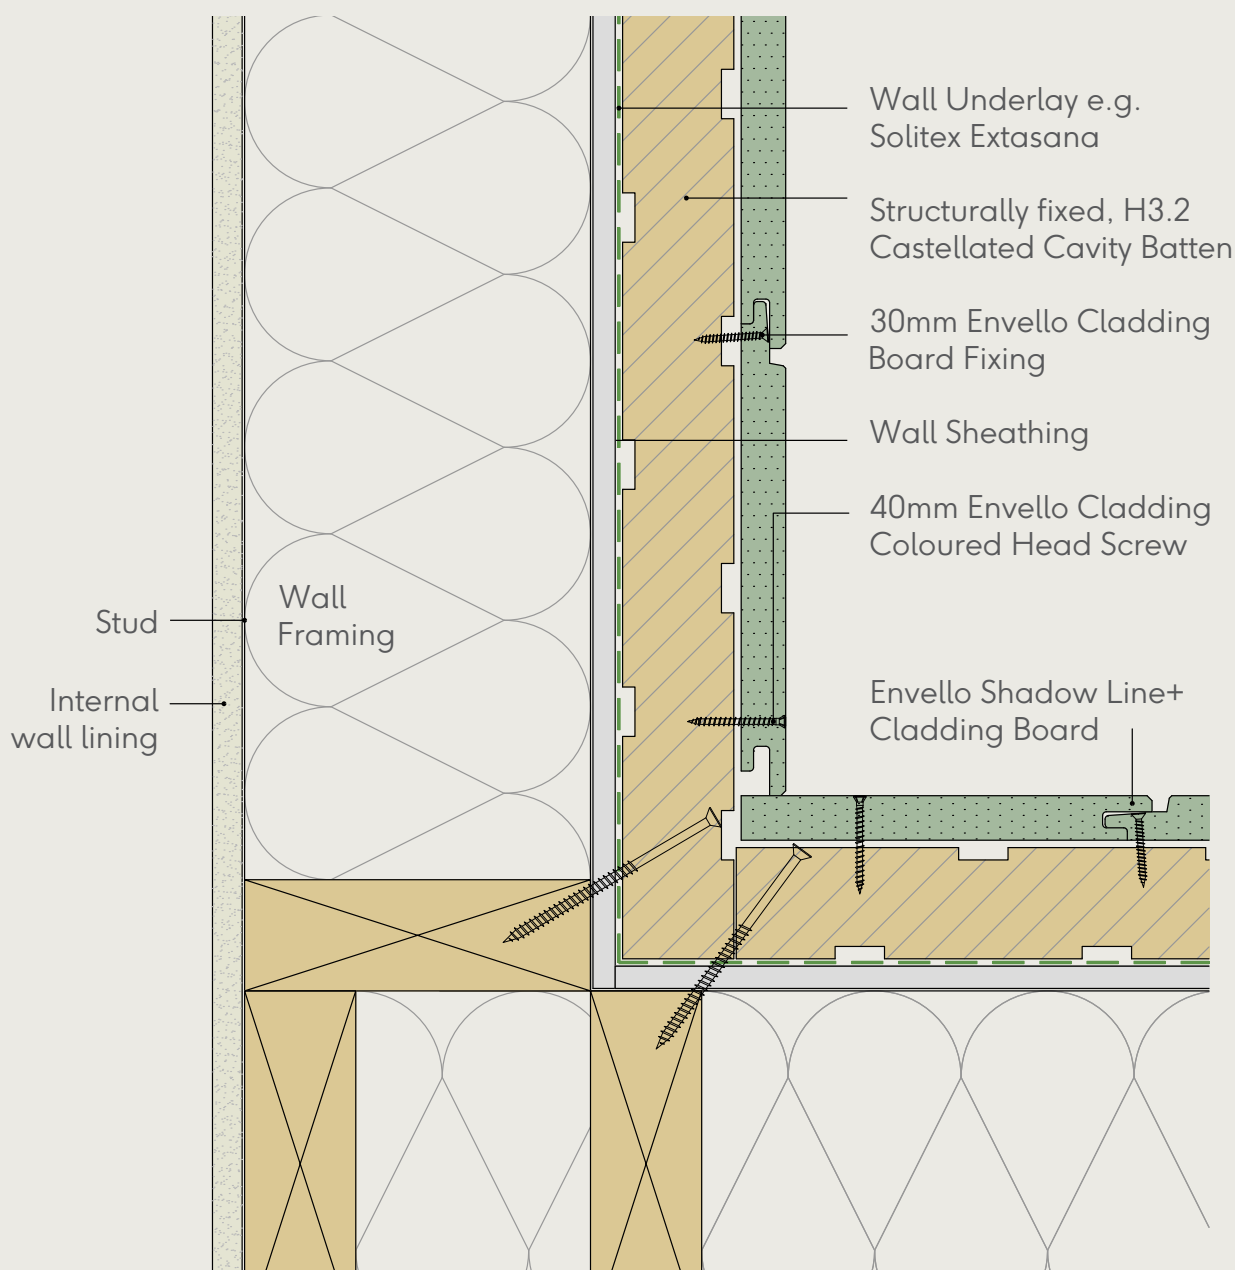 Wall Underlay e.g.
Solitex Extasana
Structurally fixed, H3.2
Castellated Cavity Batten
30mm Envello Cladding
Board Fixing
Wall Sheathing
40mm Envello Cladding
Coloured Head Screw
Stud
Wall
Framing
Internal
wall lining
Envello Shadow Line+
Cladding Board